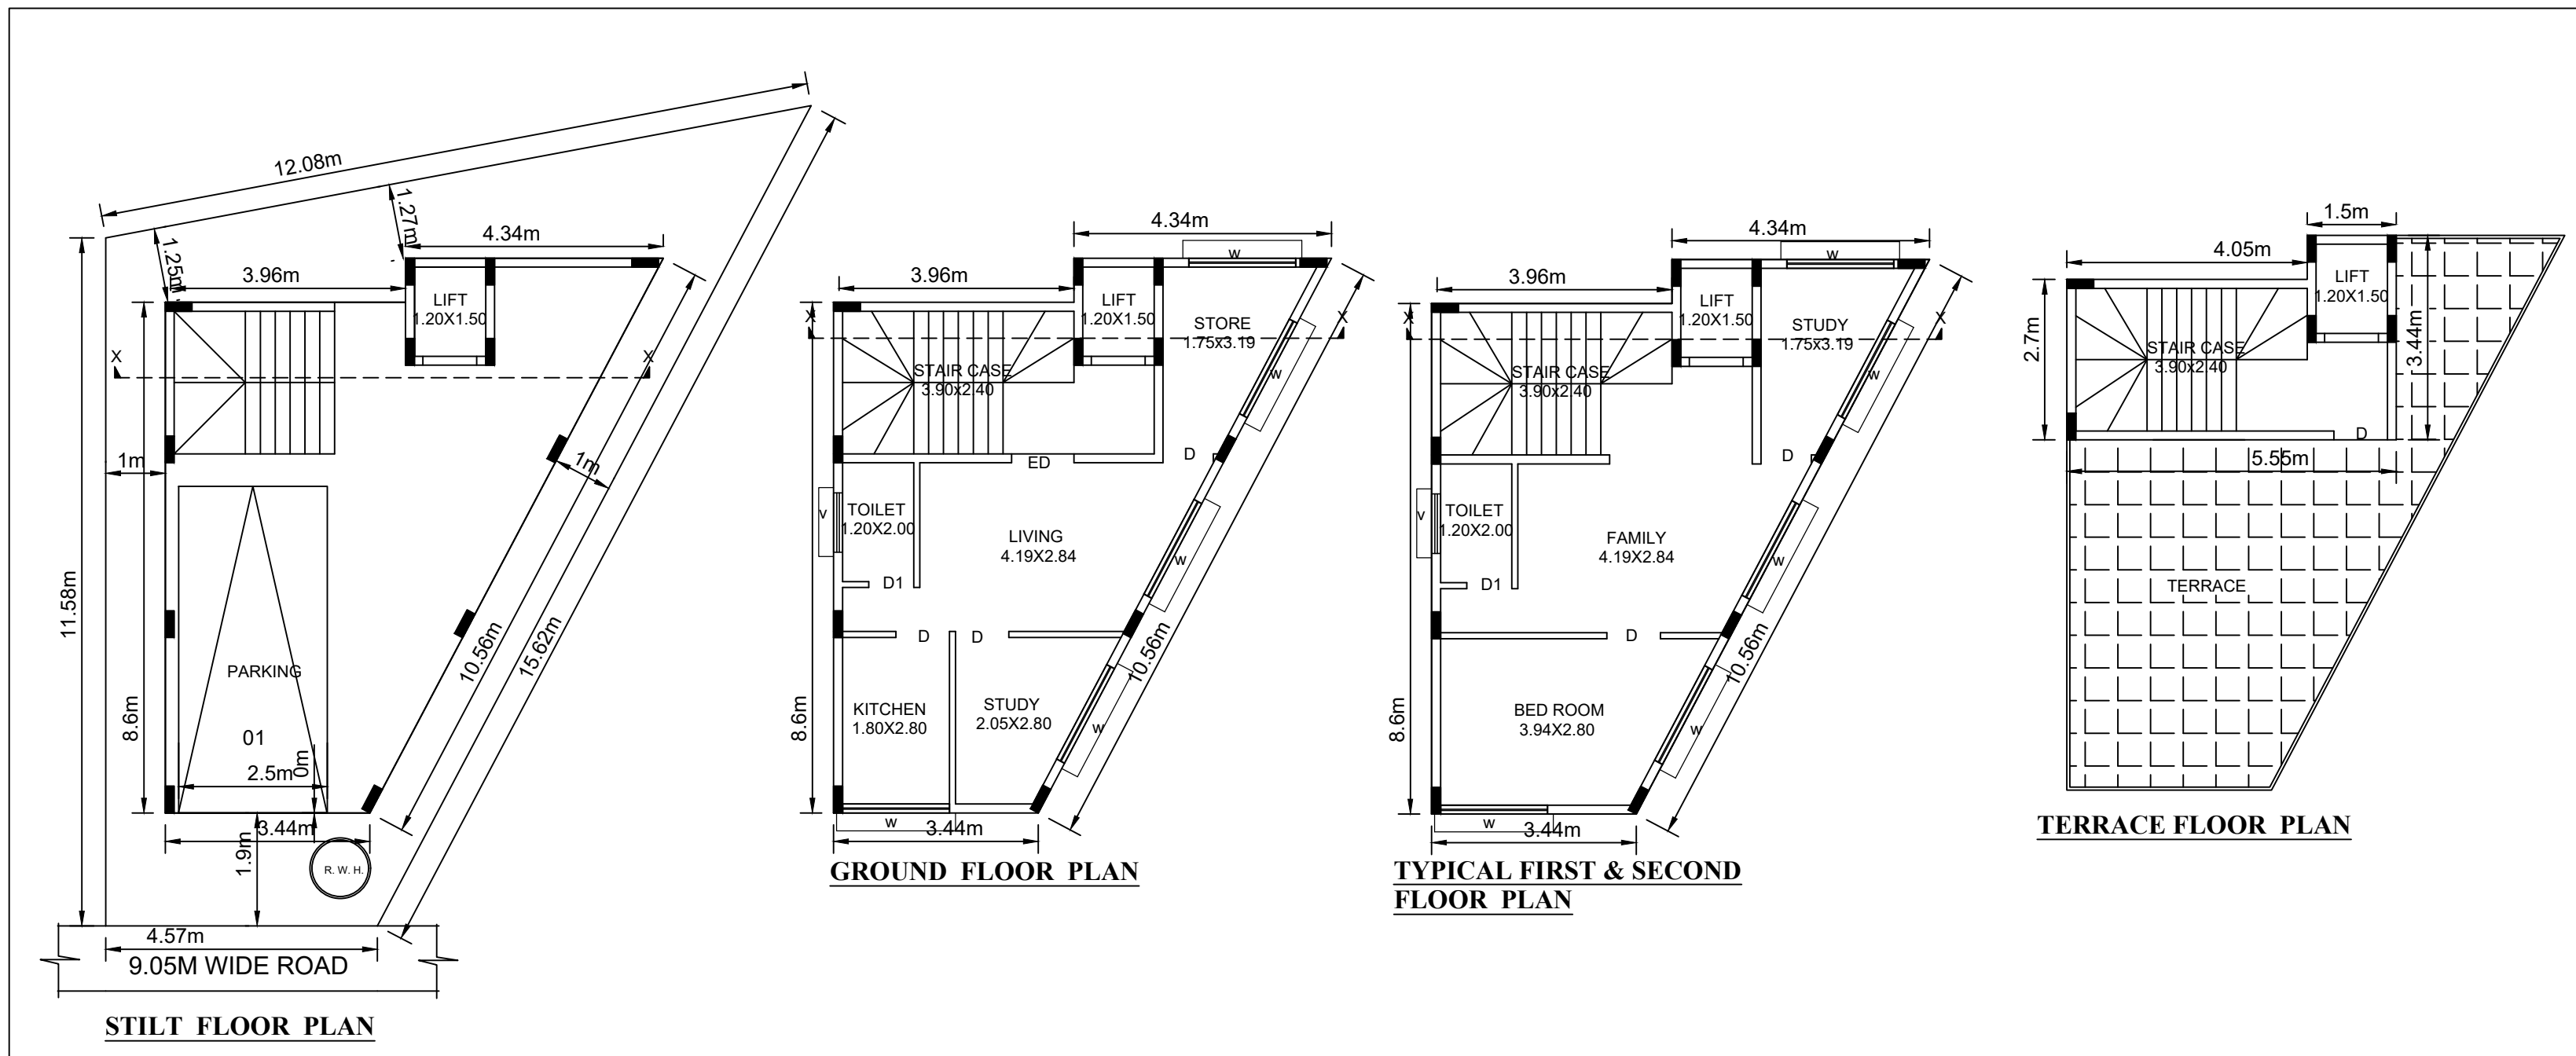 12.08m
1.27m
1.25m
4.34m
3.96m
LIFT
1.20X1.50
X
X
1m
1m
11.58m
8.6m
10.56m
15.62m
PARKING
01
2.5m
0m
3.44m
1.9m
R. W. H.
4.57m
9.05M WIDE ROAD
STILT FLOOR PLAN
4.34m
W
3.96m
LIFT
1.20X1.50
STORE
1.75x3.19
X
X
STAIR CASE
3.90x2.40
W
ED
D
V
TOILET
1.20X2.00
LIVING
4.19X2.84
W
D1
D
D
10.56m
8.6m
KITCHEN
1.80X2.80
STUDY
2.05X2.80
W
W
3.44m
GROUND FLOOR PLAN
4.34m
W
3.96m
LIFT
1.20X1.50
STUDY
1.75x3.19
X
X
STAIR CASE
3.90x2.40
W
D
V
TOILET
1.20X2.00
FAMILY
4.19X2.84
W
D1
D
10.56m
8.6m
BED ROOM
3.94X2.80
W
W
3.44m
TYPICAL FIRST & SECOND
FLOOR PLAN
1.5m
4.05m
LIFT
1.20X1.50
2.7m
3.44m
STAIR CASE
3.90x2.40
D
5.55m
TERRACE
TERRACE FLOOR PLAN